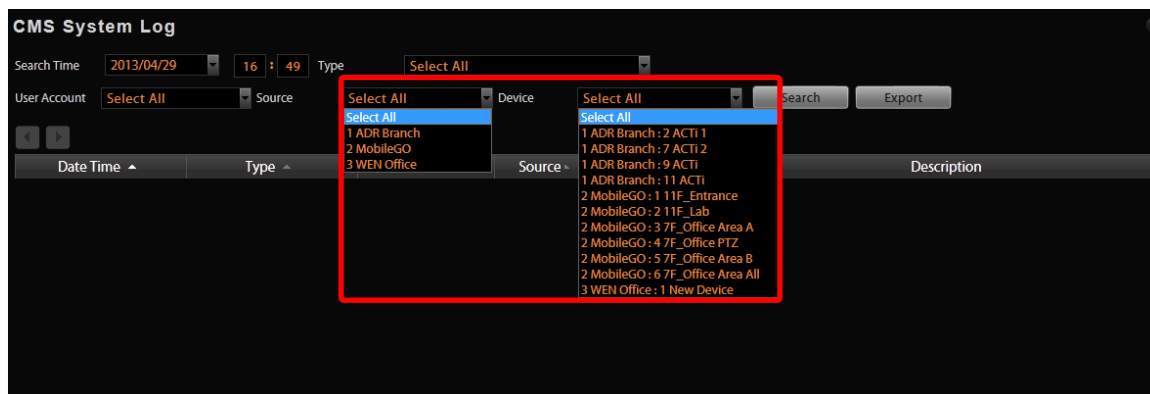 CMS System Log
Search Time 2013/04/29 16 : 49 Type Select All
User Account Select All Source Select All Device Select All Search Export
Select All
1 ADR Branch
2 MobileGO
3 WEN Office
Select All
1 ADR Branch : 2 ACTi 1
1 ADR Branch : 7 ACTi 2
1 ADR Branch : 9 ACTi
1 ADR Branch : 11 ACTi
2 MobileGO : 1 11F_Entrance
2 MobileGO : 2 11F_Lab
2 MobileGO : 3 7F_Office Area A
2 MobileGO : 4 7F_Office PTZ
2 MobileGO : 5 7F_Office Area B
2 MobileGO : 6 7F_Office Area All
3 WEN Office : 1 New Device
Date Time Type Source Description